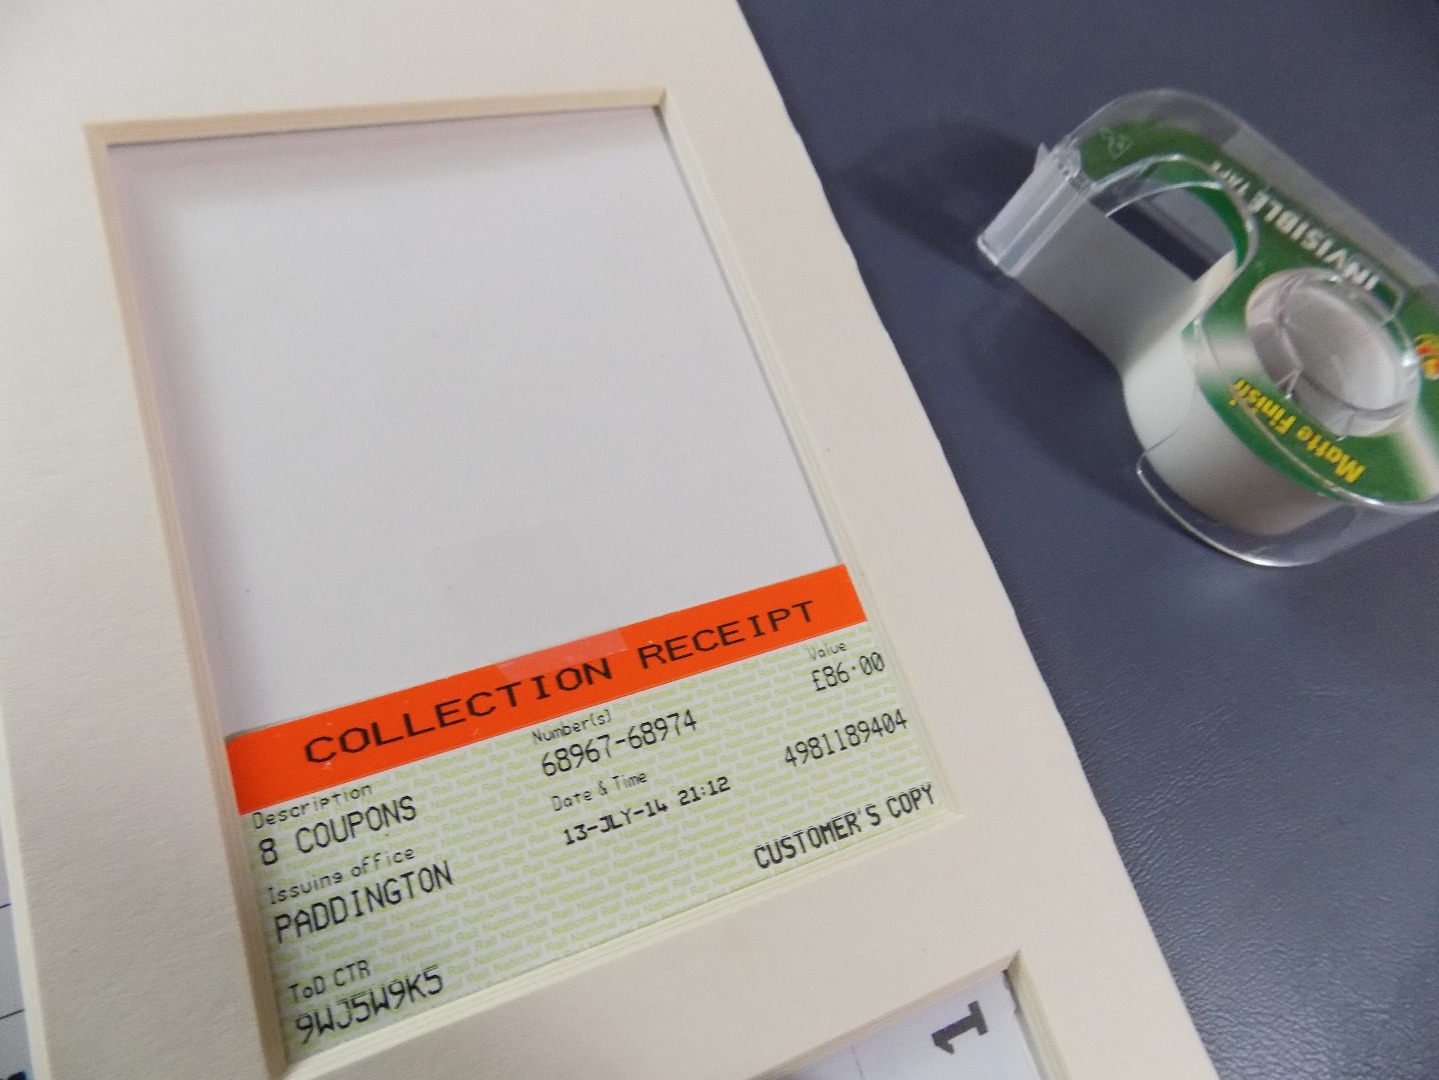 COLLECTION RECEIPT
Description
8 COUPONS
Number(s)
68967-68974
Value
£86·00
Issuing office
PADDINGTON
Date & Time
13-JLY-14 21:12
4981189404
ToD CTR
9WJ5W9K5
CUSTOMER'S COPY
1
INVISIBLE TAPE
Matte Finish